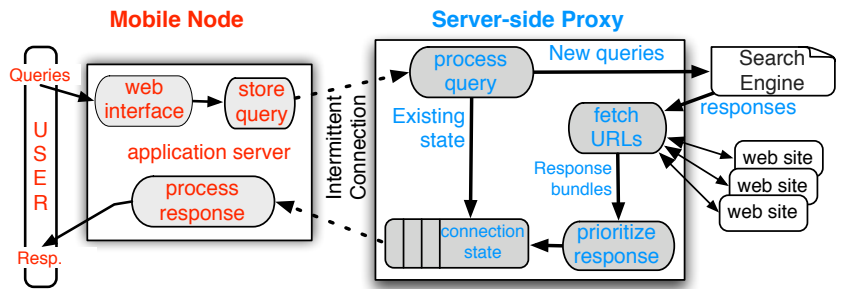 Mobile Node
Server-side Proxy
Queries
USER
Resp.
web
interface
store
query
application server
process
response
Intermittent
Connection
process
query
New queries
Search
Engine
responses
Existing
state
fetch
URLs
web site
web site
web site
Response
bundles
connection
state
prioritize
response